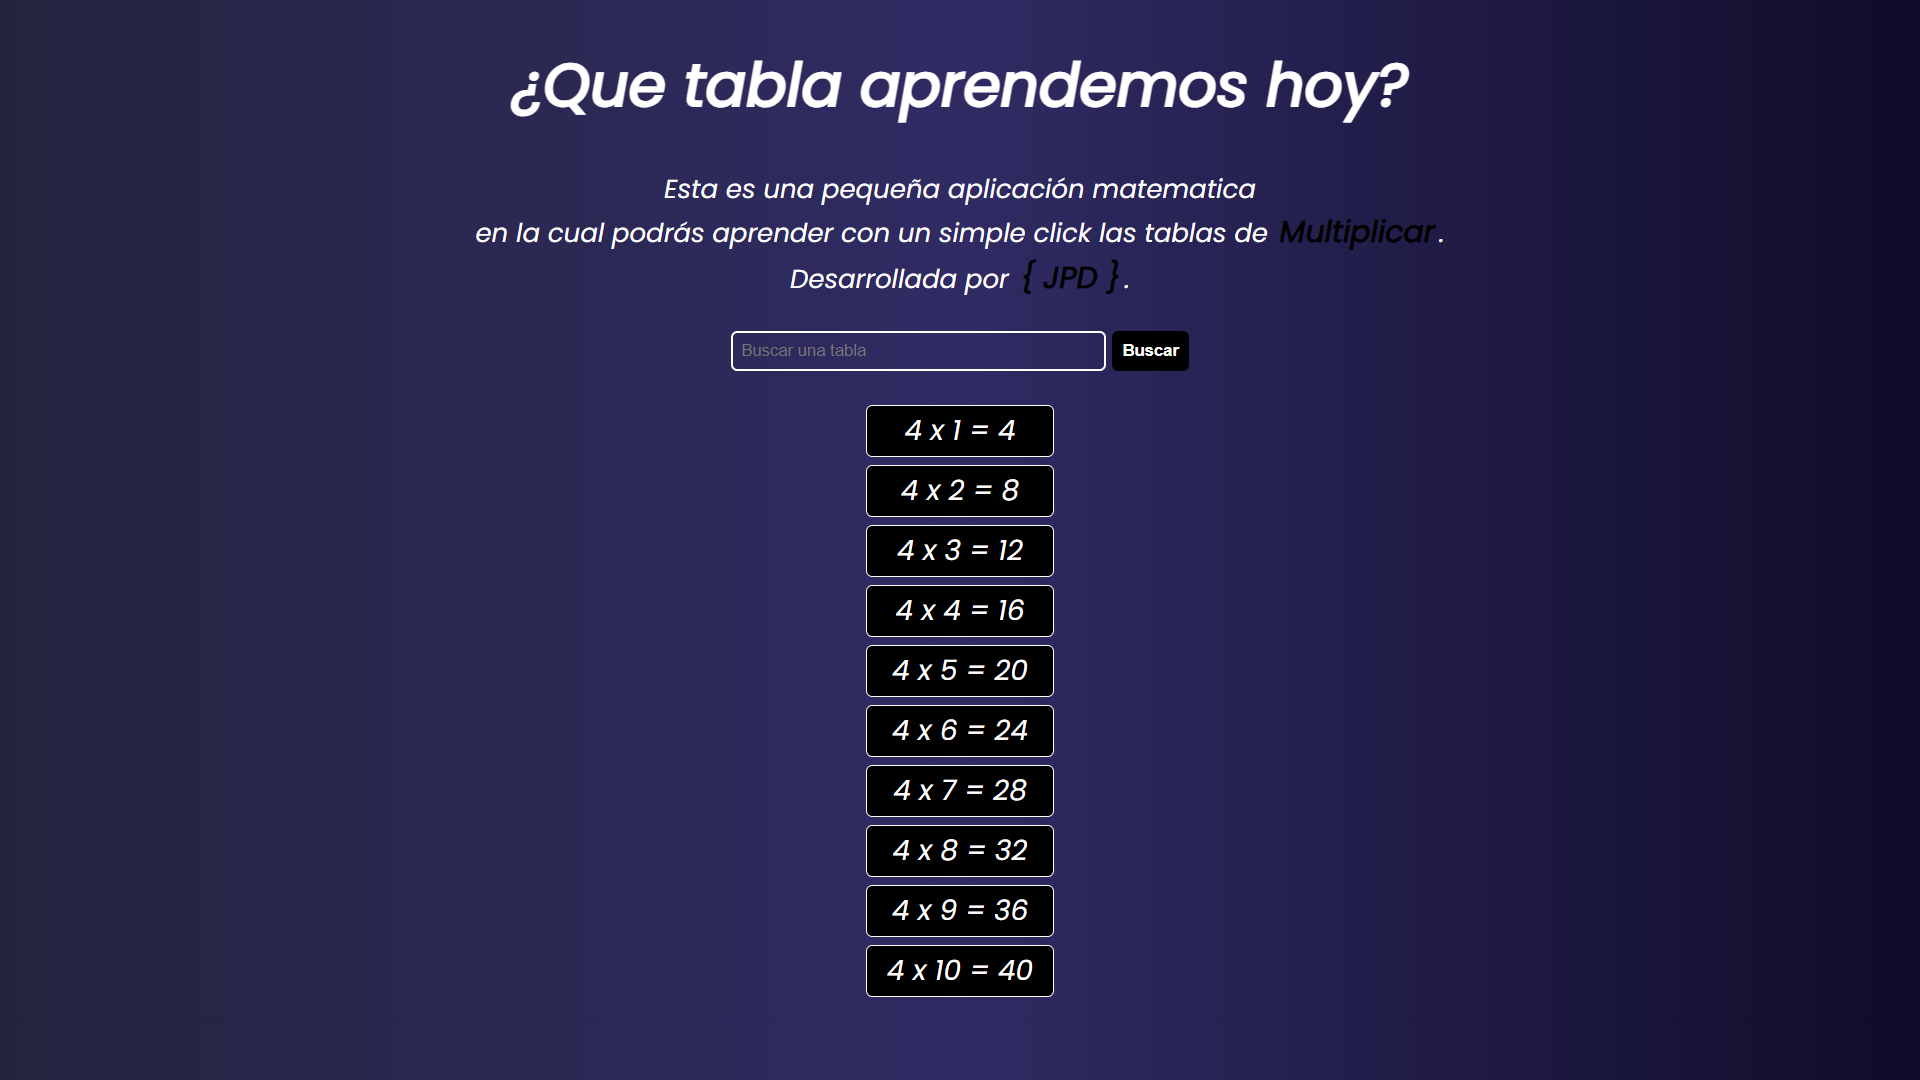 ¿Que tabla aprendemos hoy?
Esta es una pequeña aplicación matematica
en la cual podrás aprender con un simple click las tablas de Multiplicar.
Desarrollada por { JPD }.
Buscar una tabla Buscar
4 x 1 = 4
4 x 2 = 8
4 x 3 = 12
4 x 4 = 16
4 x 5 = 20
4 x 6 = 24
4 x 7 = 28
4 x 8 = 32
4 x 9 = 36
4 x 10 = 40